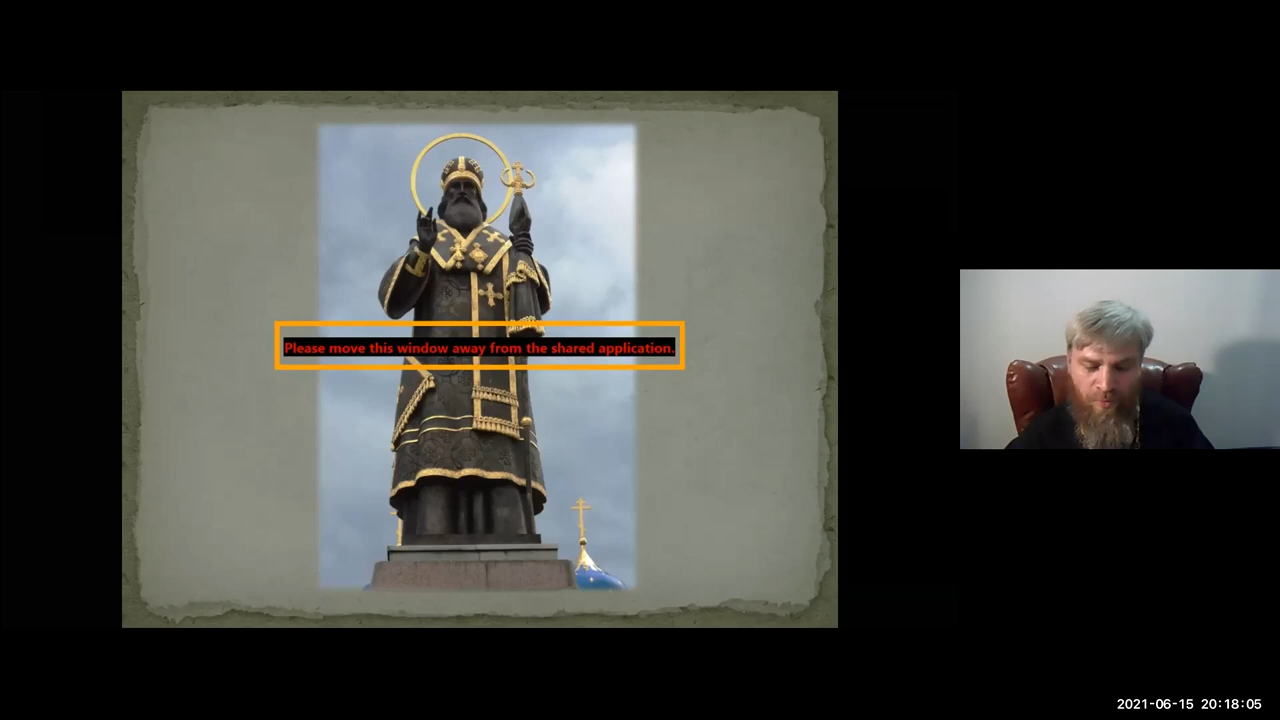 Please move this window away from the shared application.
2021-06-15 20:18:05